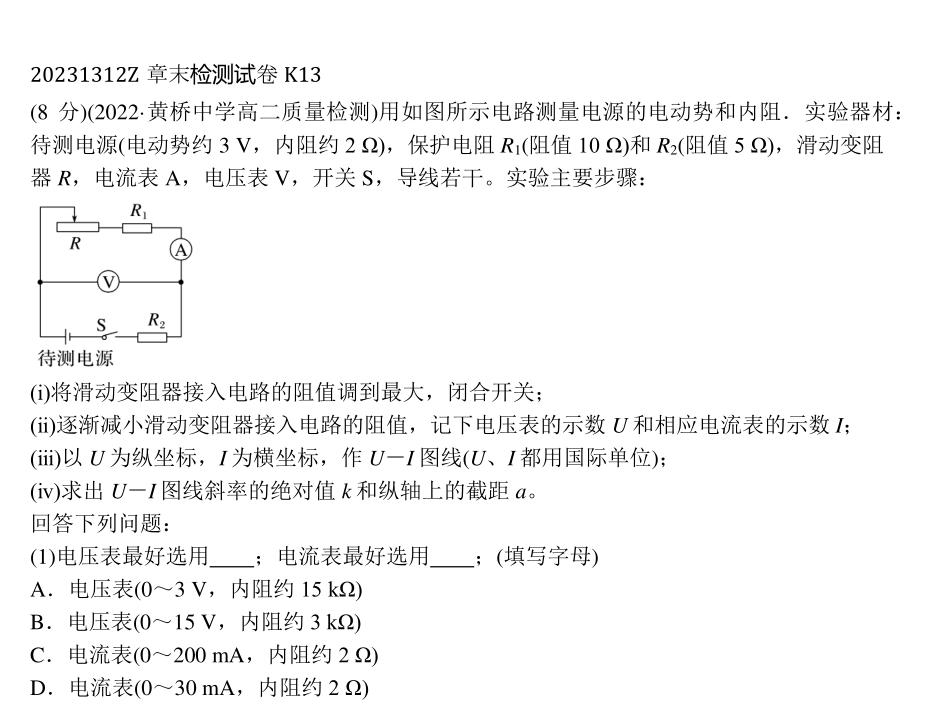 20231312Z 章末检测试卷 K13
(8 分)(2022·黄桥中学高二质量检测)用如图所示电路测量电源的电动势和内阻．实验器材：
待测电源(电动势约 3 V，内阻约 2 Ω)，保护电阻 R₁(阻值 10 Ω)和 R₂(阻值 5 Ω)，滑动变阻
器 R，电流表 A，电压表 V，开关 S，导线若干。实验主要步骤：
R₁
R
A
V
S
R₂
待测电源
(i)将滑动变阻器接入电路的阻值调到最大，闭合开关；
(ii)逐渐减小滑动变阻器接入电路的阻值，记下电压表的示数 U 和相应电流表的示数 I；
(iii)以 U 为纵坐标，I 为横坐标，作 U－I 图线(U、I 都用国际单位)；
(iv)求出 U－I 图线斜率的绝对值 k 和纵轴上的截距 a。
回答下列问题：
(1)电压表最好选用____；电流表最好选用____；(填写字母)
A．电压表(0～3 V，内阻约 15 kΩ)
B．电压表(0～15 V，内阻约 3 kΩ)
C．电流表(0～200 mA，内阻约 2 Ω)
D．电流表(0～30 mA，内阻约 2 Ω)